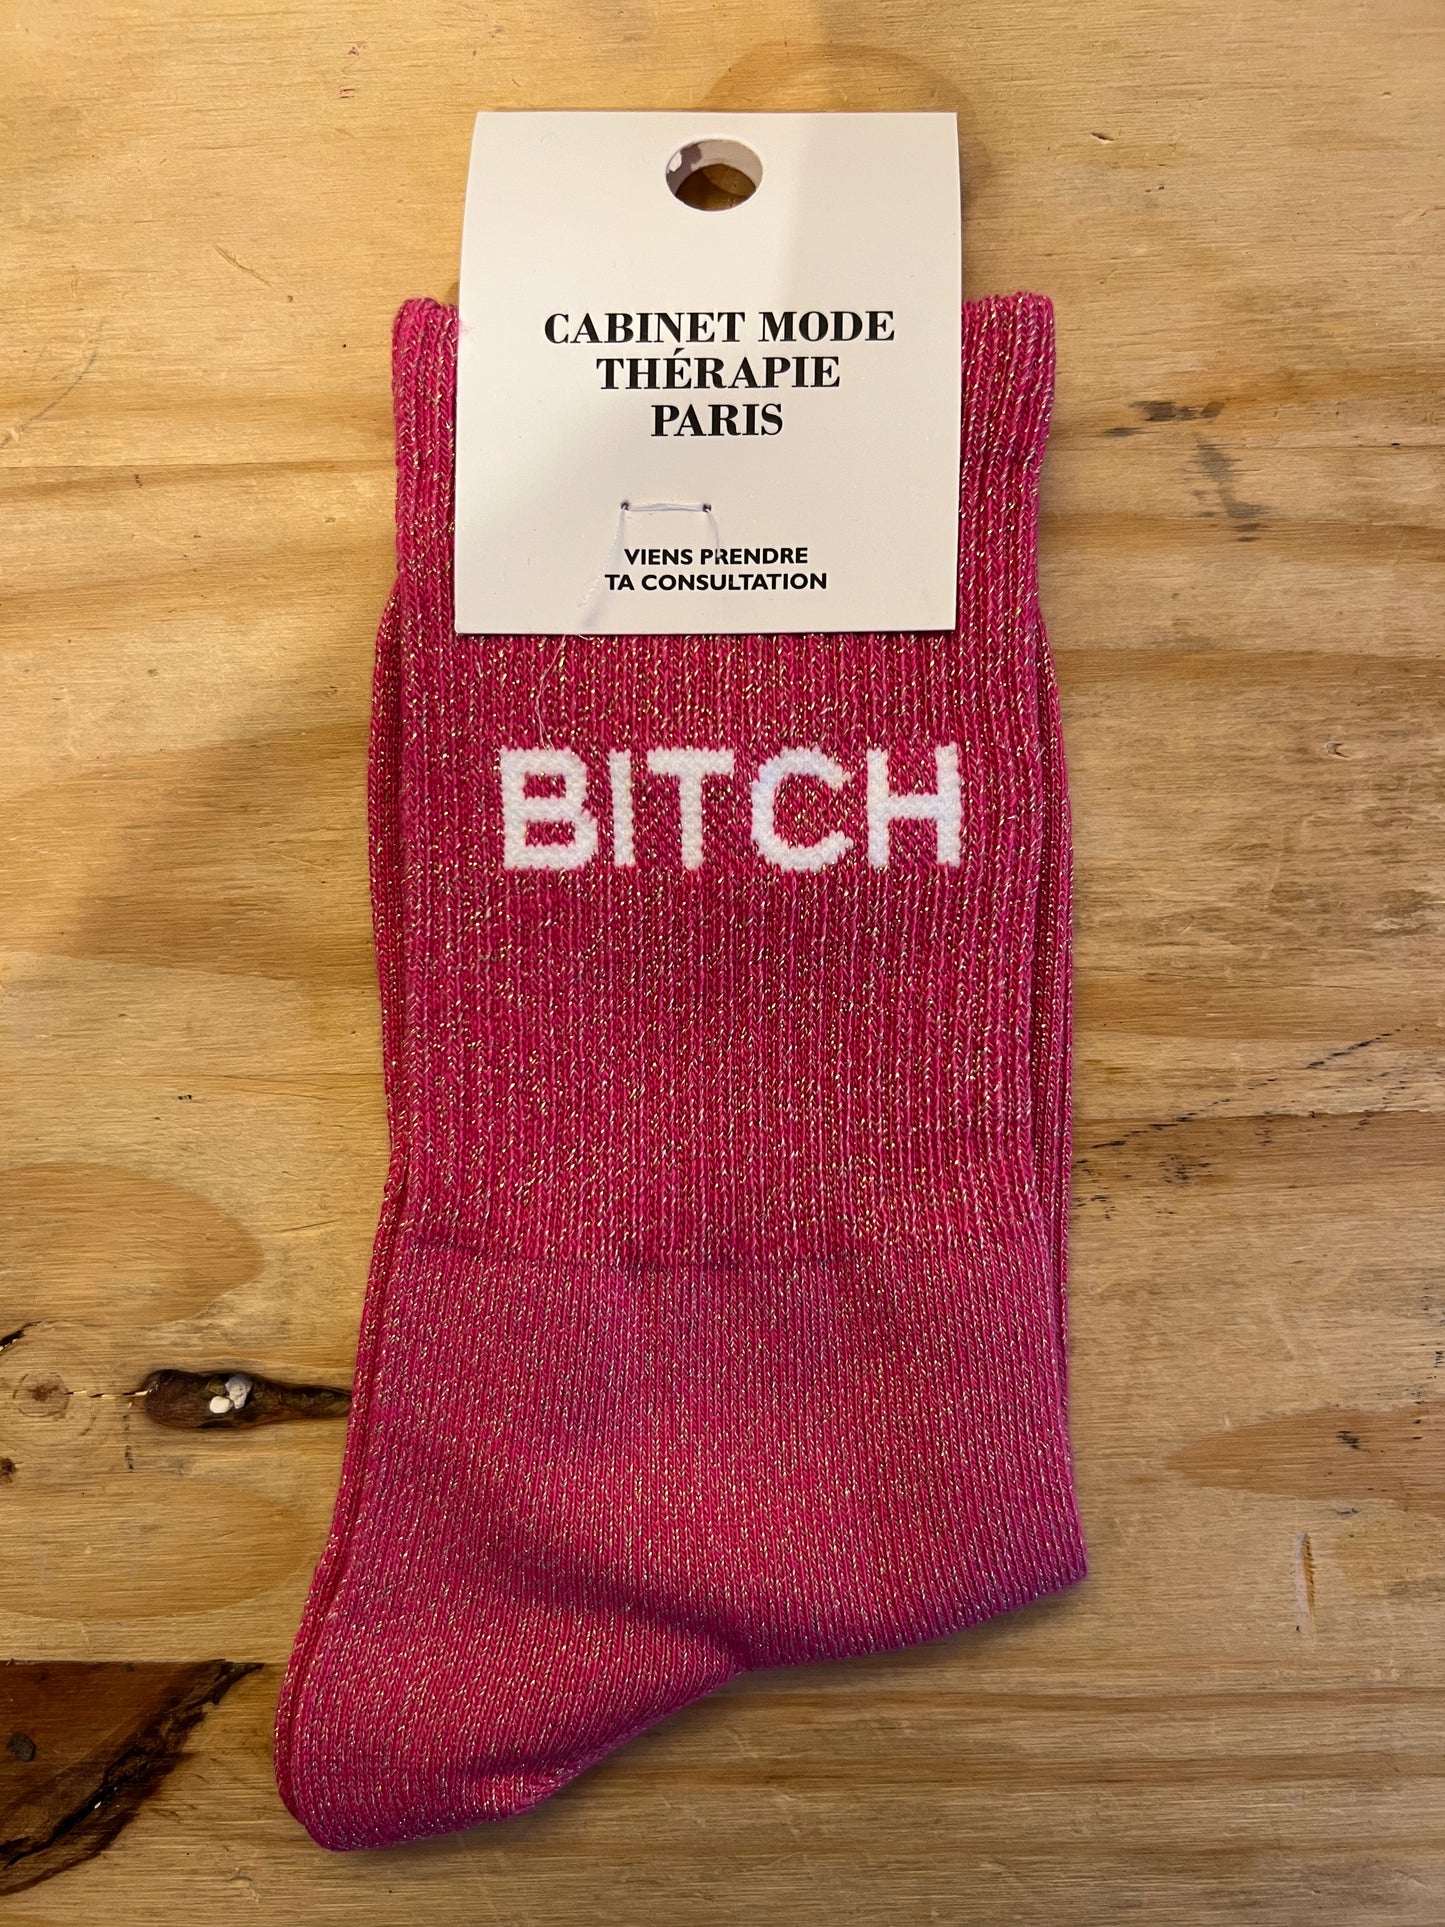 CABINET MODE
THÉRAPIE
PARIS
VIENS PRENDRE
TA CONSULTATION
BITCH